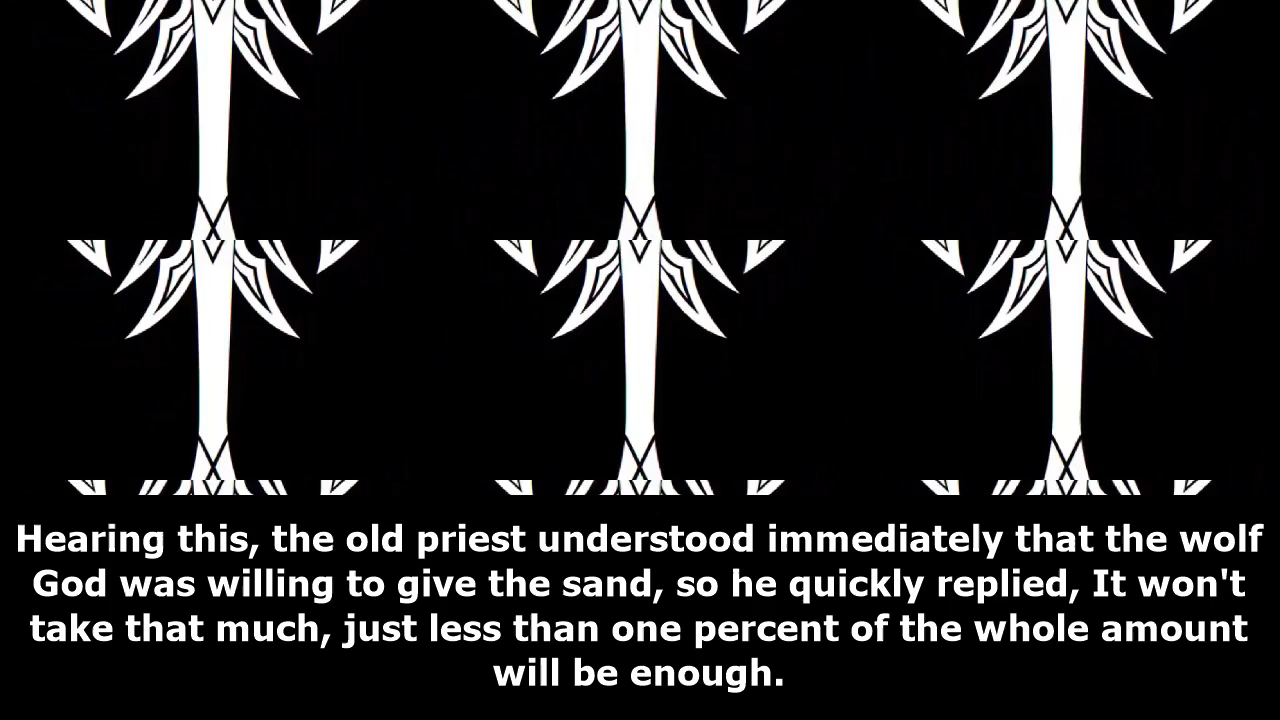 Hearing this, the old priest understood immediately that the wolf
God was willing to give the sand, so he quickly replied, It won't
take that much, just less than one percent of the whole amount
will be enough.